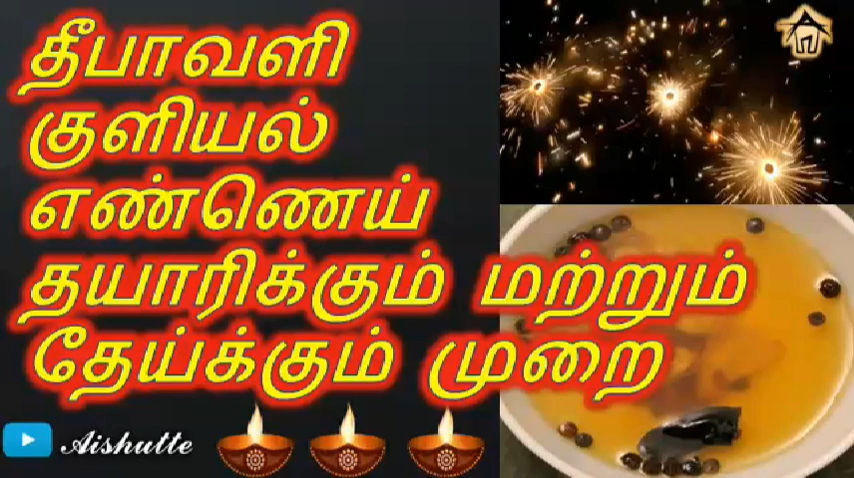 தீபாவளி
குளியல்
எண்ணெய்
தயாரிக்கும் மற்றும்
தேய்க்கும் முறை
Aishutte